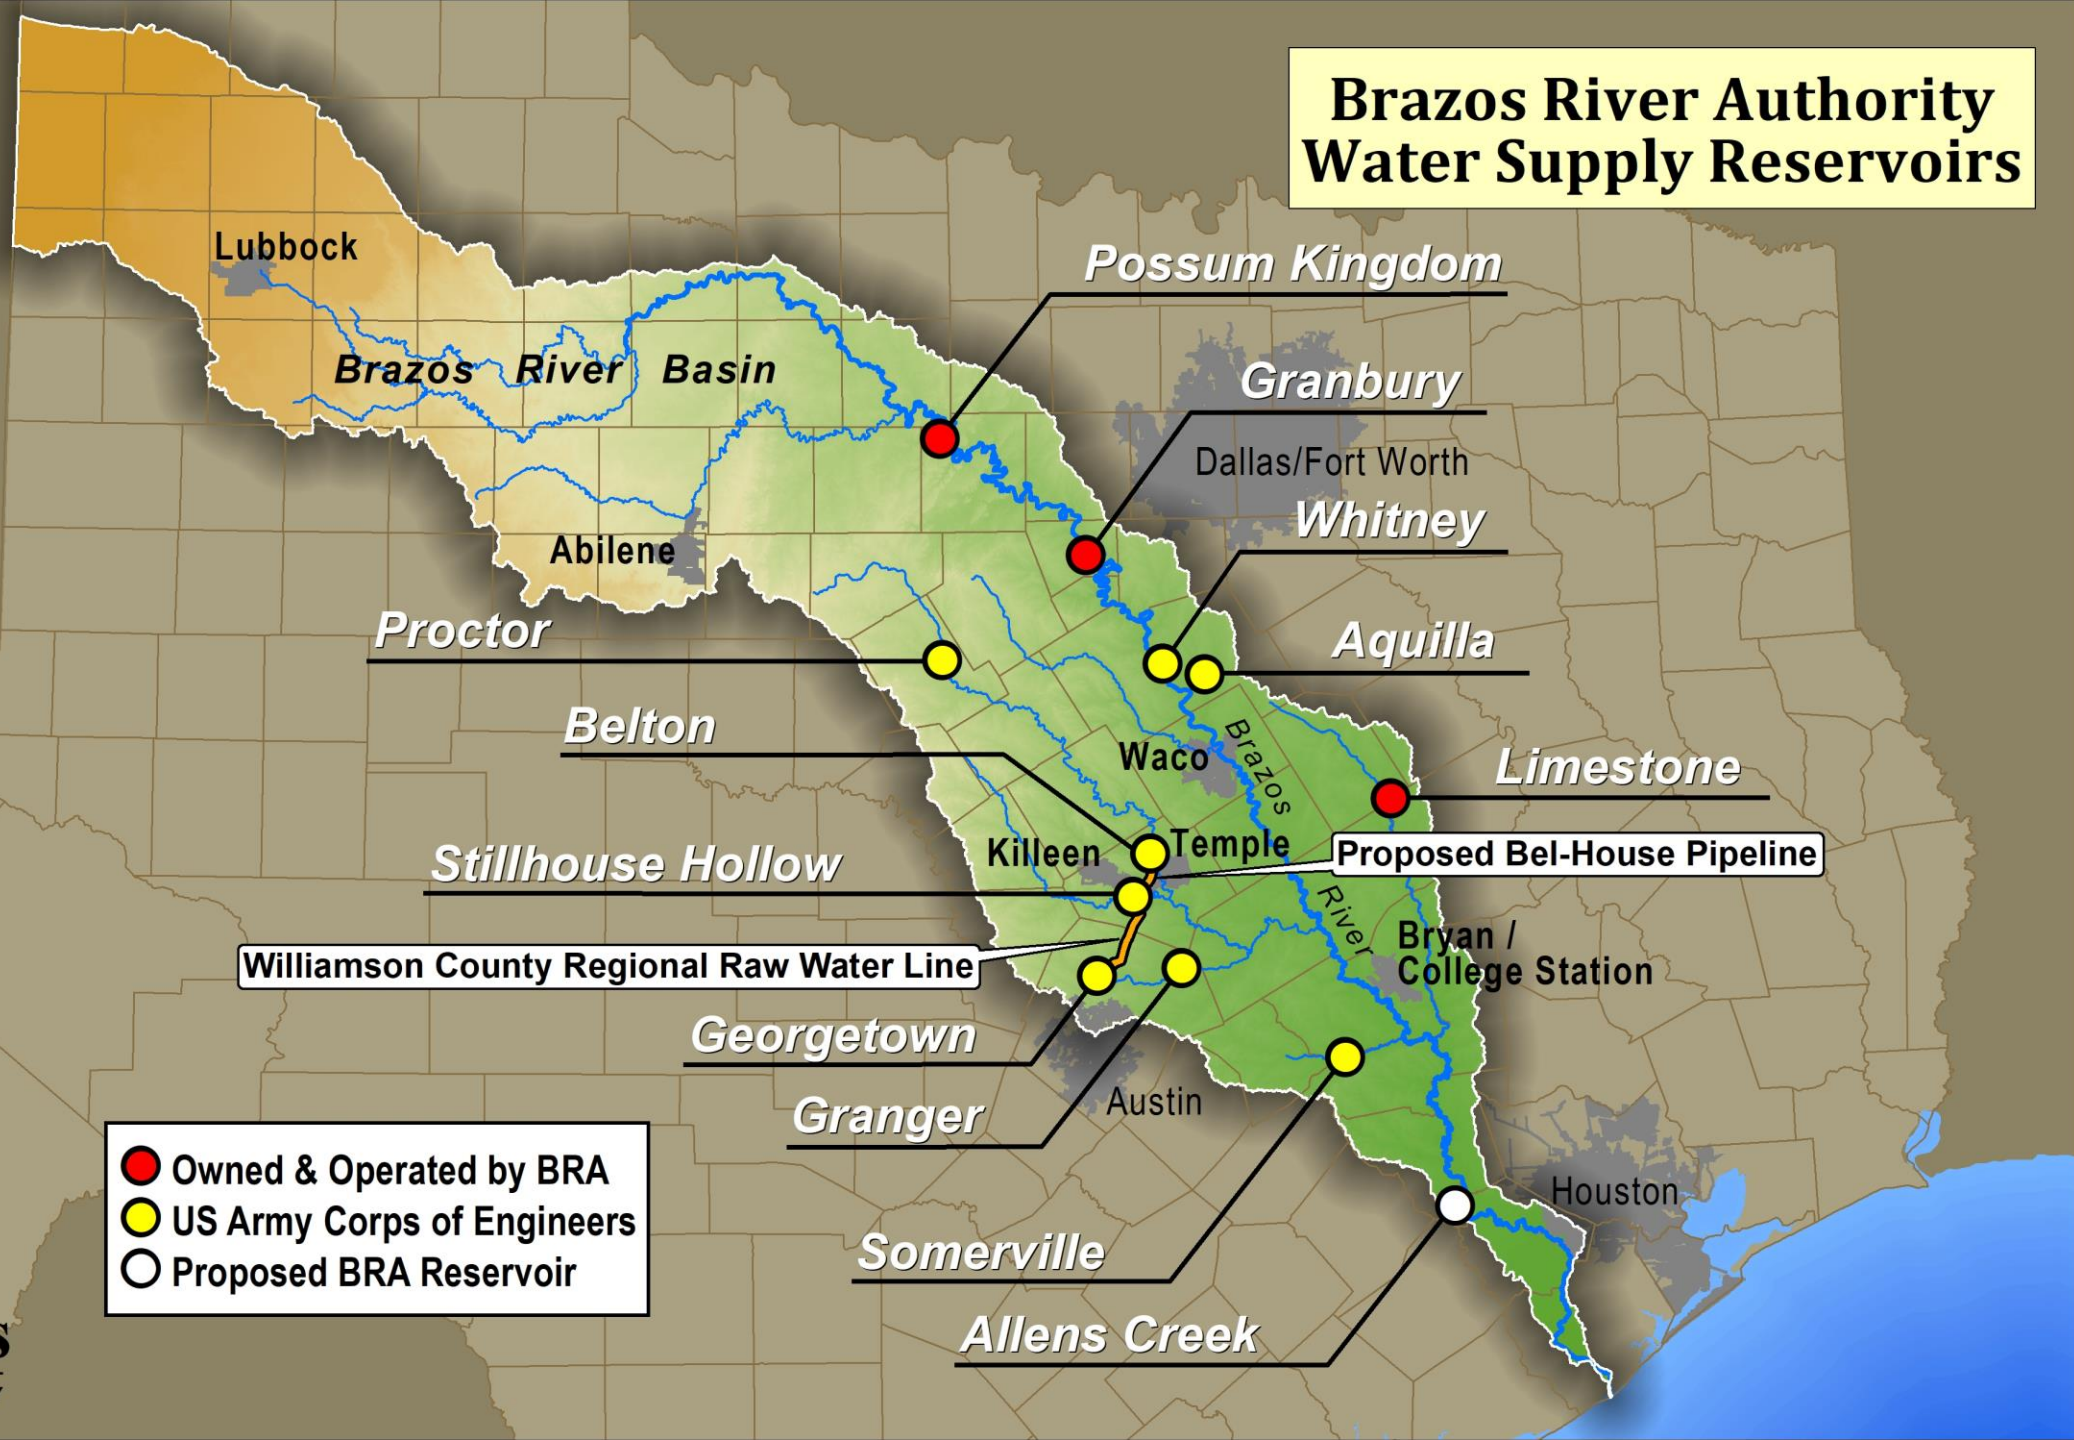 Brazos River Authority
Water Supply Reservoirs
Lubbock
Possum Kingdom
Brazos River Basin
Granbury
Dallas/Fort Worth
Whitney
Abilene
Proctor
Aquilla
Belton
Brazos
Waco
Limestone
Killeen
Temple
Proposed Bel-House Pipeline
Stillhouse Hollow
River
Bryan /
College Station
Williamson County Regional Raw Water Line
Georgetown
Granger
Austin
Owned & Operated by BRA
US Army Corps of Engineers
Proposed BRA Reservoir
Houston
Somerville
Allens Creek